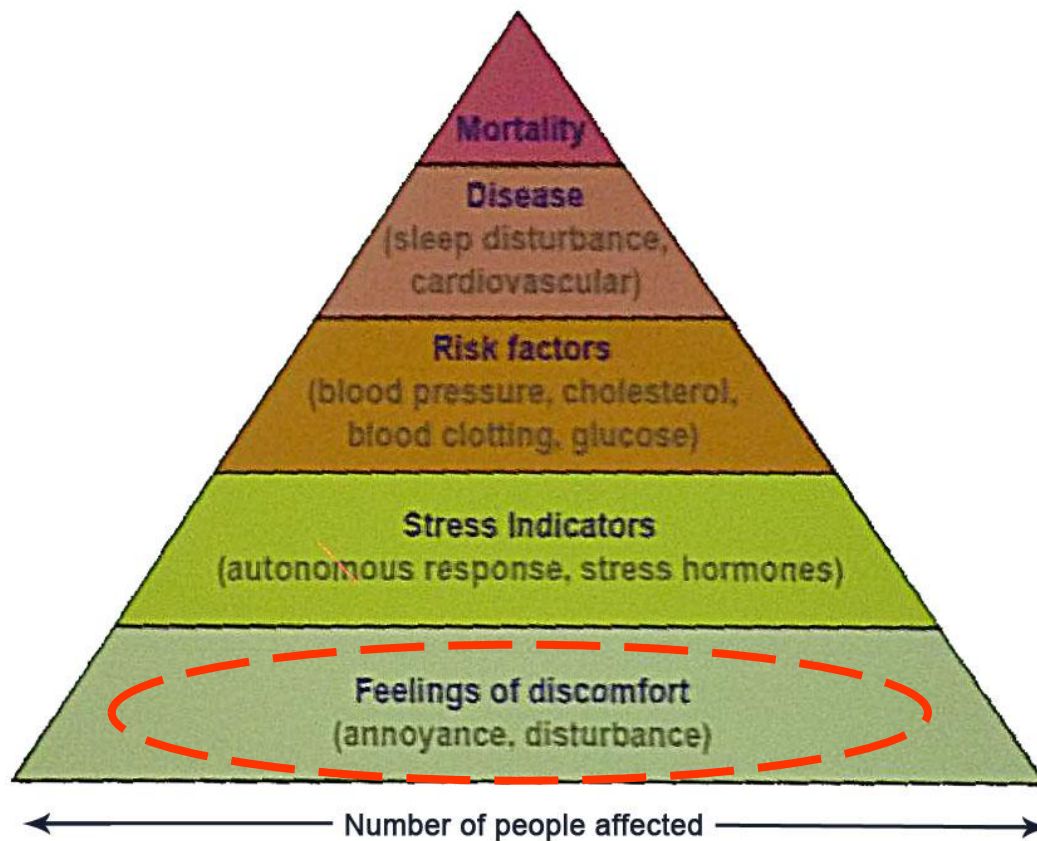 Mortality
Disease
(sleep disturbance,
cardiovascular)
Risk factors
(blood pressure, cholesterol,
blood clotting, glucose)
Stress Indicators
(autonomous response, stress hormones)
Feelings of discomfort
(annoyance, disturbance)
Number of people affected